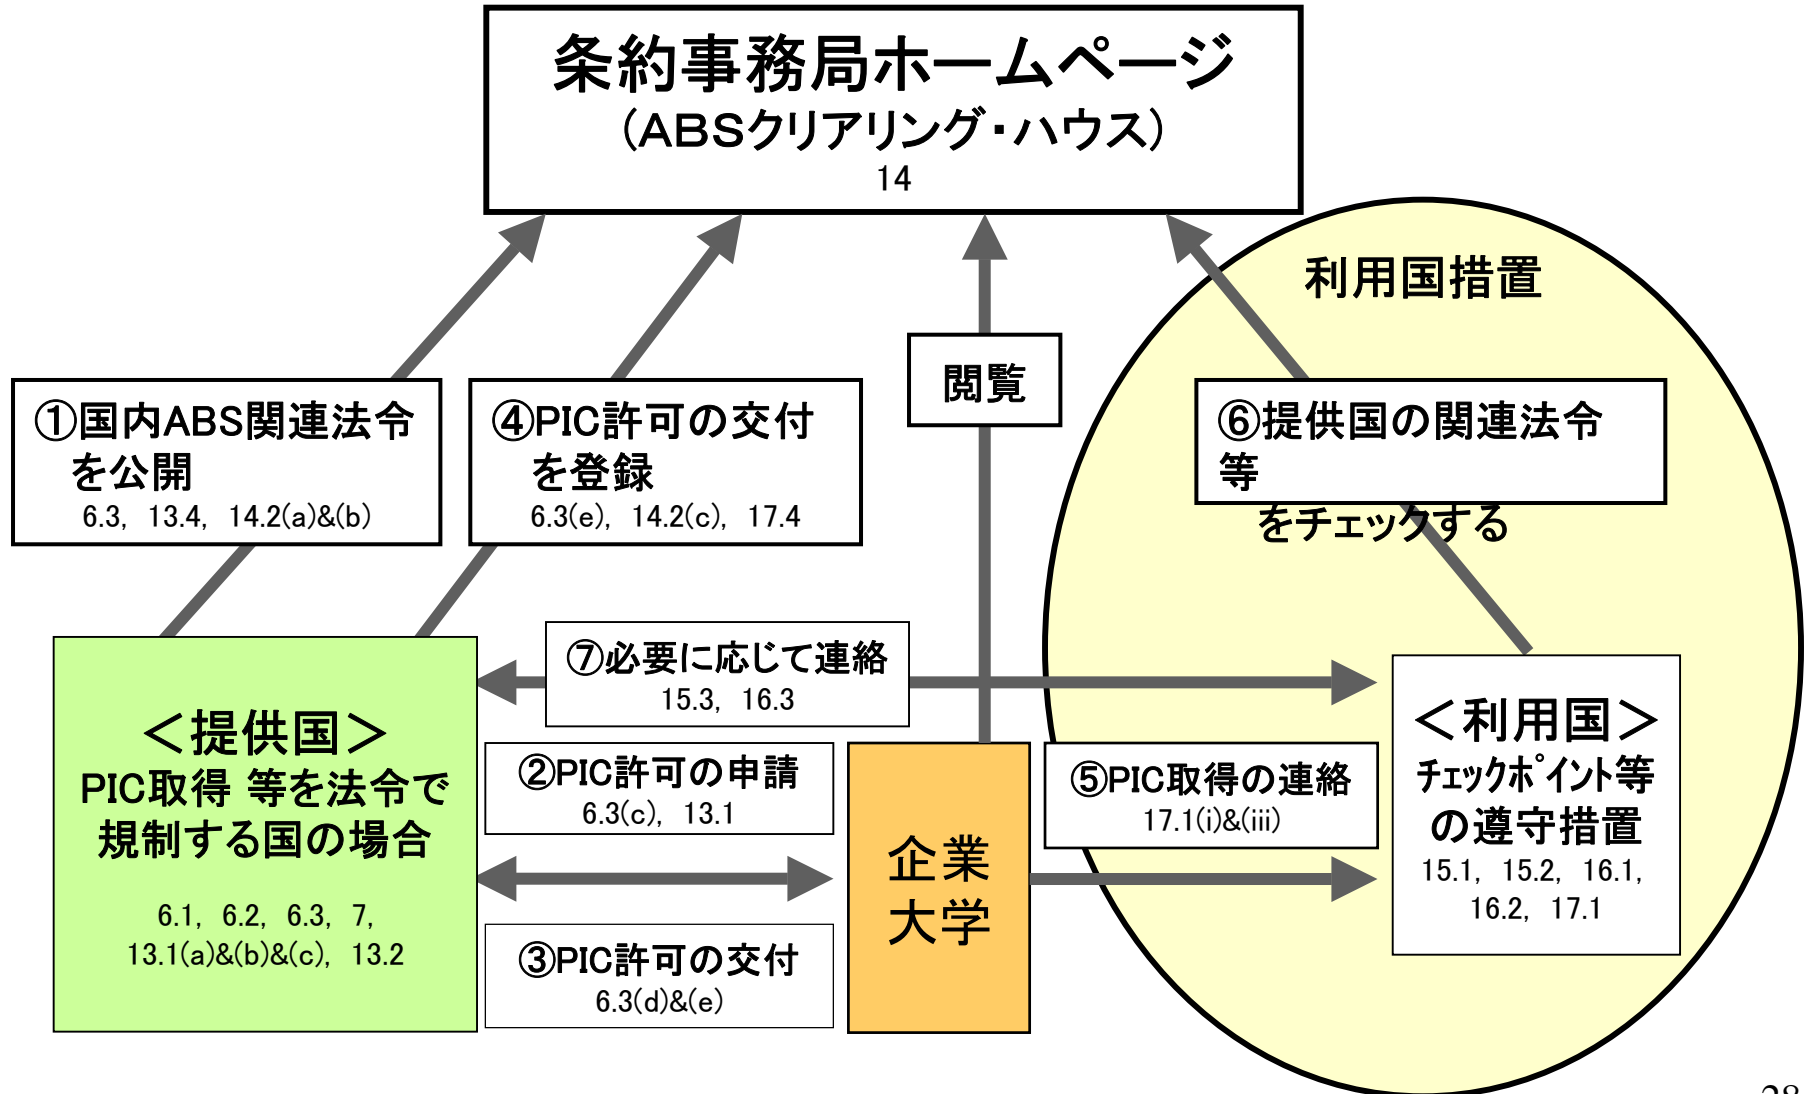 条約事務局ホームページ
（ABSクリアリング・ハウス）
14
利用国措置
閲覧
①国内ABS関連法令
を公開
6.3, 13.4, 14.2(a)&(b)
④PIC許可の交付
を登録
6.3(e), 14.2(c), 17.4
⑥提供国の関連法令
等
をチェックする
⑦必要に応じて連絡
15.3, 16.3
＜提供国＞
PIC取得 等を法令で
規制する国の場合
6.1, 6.2, 6.3, 7,
13.1(a)&(b)&(c), 13.2
②PIC許可の申請
6.3(c), 13.1
③PIC許可の交付
6.3(d)&(e)
企業
大学
⑤PIC取得の連絡
17.1(i)&(iii)
＜利用国＞
ﾁｪｯｸﾎﾟｲﾝﾄ等
の遵守措置
15.1, 15.2, 16.1,
16.2, 17.1
28